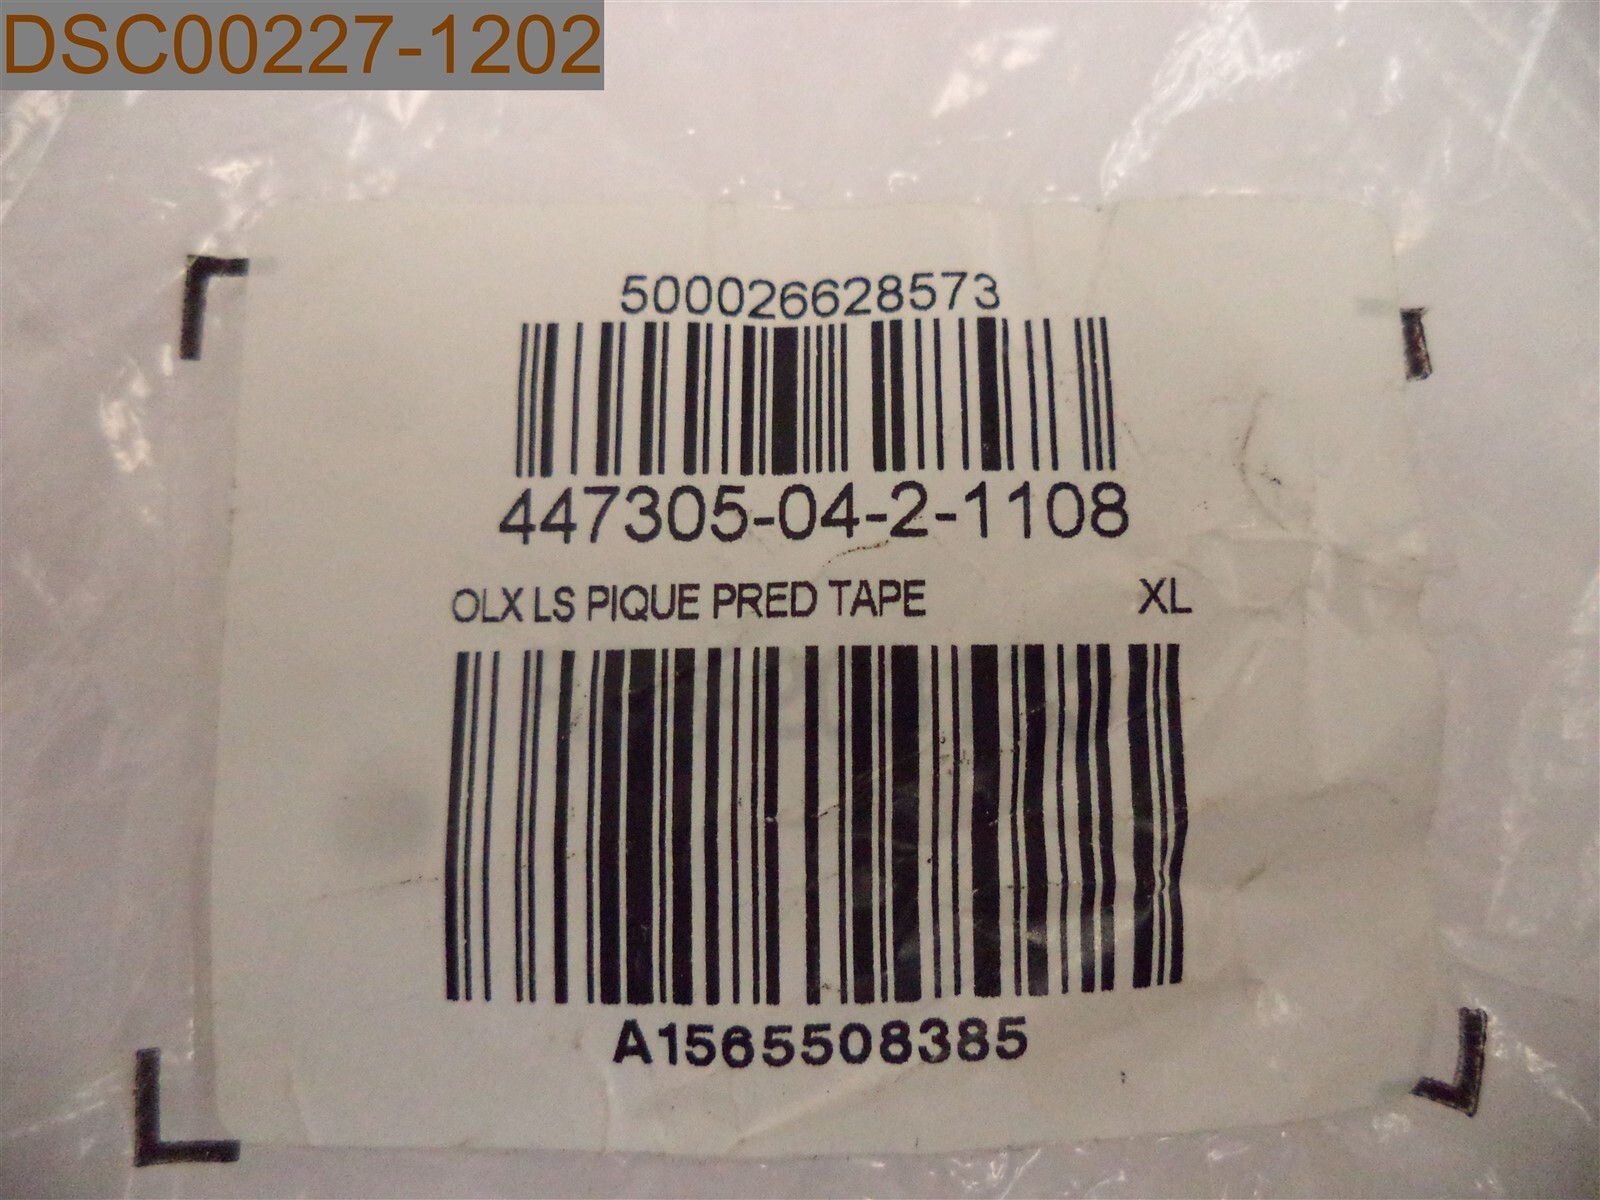 DSC00227-1202
500026628573
447305-04-2-1108
OLX LS PIQUE PRED TAPE XL
A1565508385